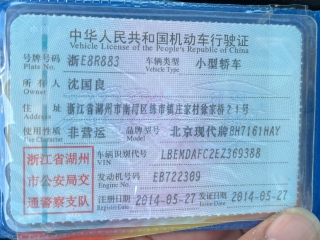 中华人民共和国机动车行驶证
Vehicle License of the People's Republic of China
号牌号码 浙E8R883 车辆类型 小型轿车
Plate No. Vehicle Type
所有人 沈国良
Owner
住址 浙江省湖州市南浔区练市镇庄家村徐家桥21号
Address
使用性质 非营运 品牌型号 北京现代牌BH7161HAY
Use Character Model
浙江省湖州
市公安局交
通警察支队
车辆识别代号 LBEMDAFC2EZ369388
VIN
发动机号码 EB722309
Engine No.
注册日期 2014-05-27 发证日期 2014-05-27
Register Date Issue Date